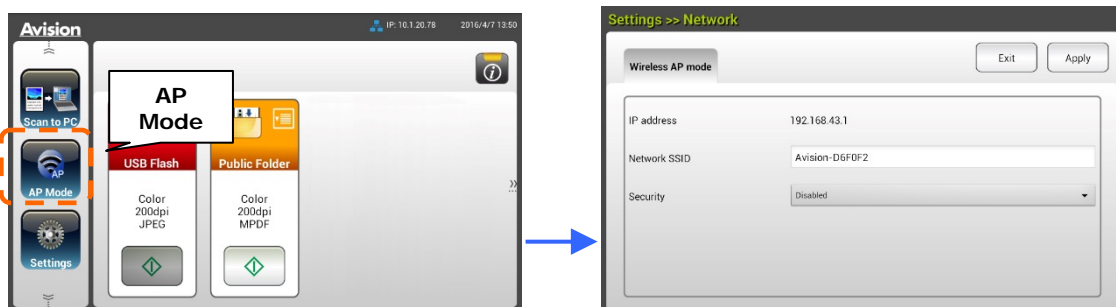 Avision
IP: 10.1.20.78
2016/4/7 13:50
Scan to PC
AP
AP Mode
Settings
AP
Mode
USB Flash
Color
200dpi
JPEG
Public Folder
Color
200dpi
MPDF
Settings >> Network
Wireless AP mode
Exit
Apply
IP address 192.168.43.1
Network SSID Avision-D6F0F2
Security Disabled